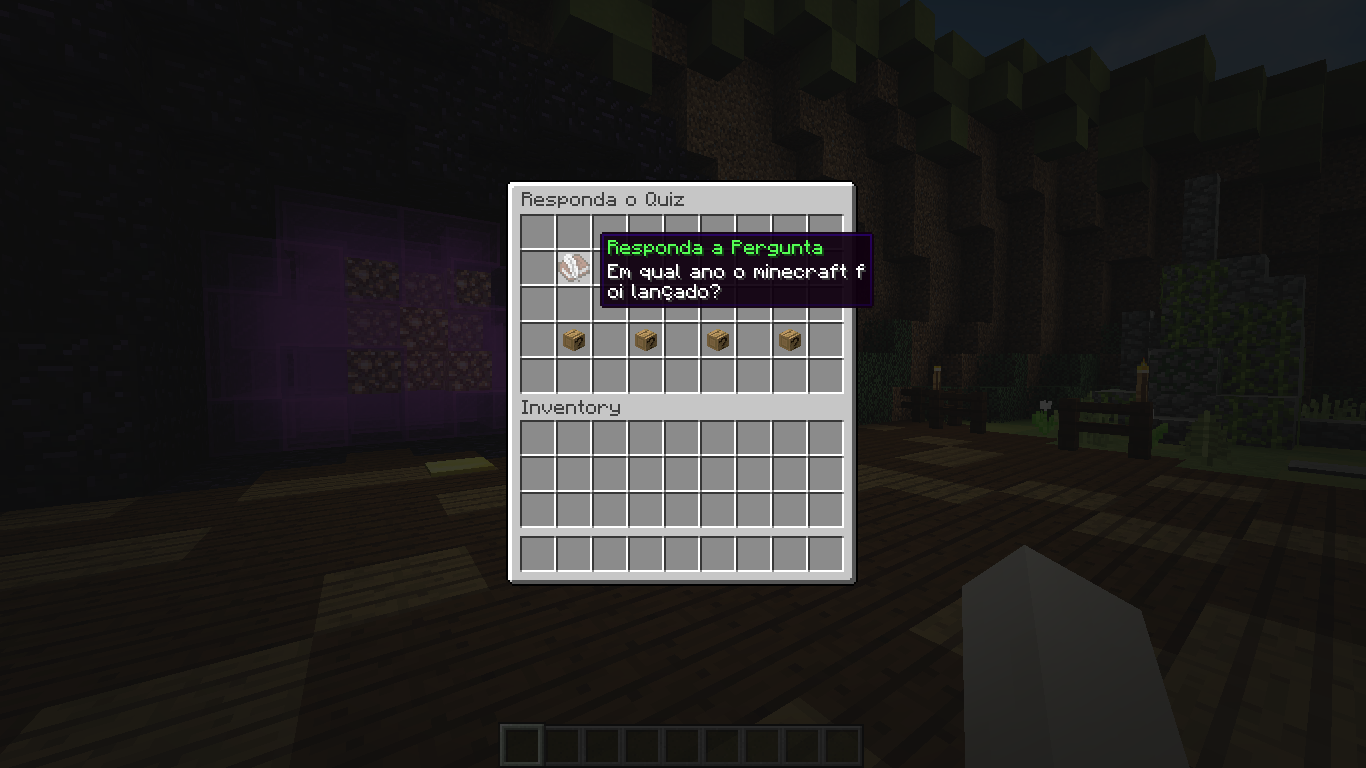 Responda o Quiz
Responda a Pergunta
Em qual ano o minecraft f
oi lançado?
Inventory